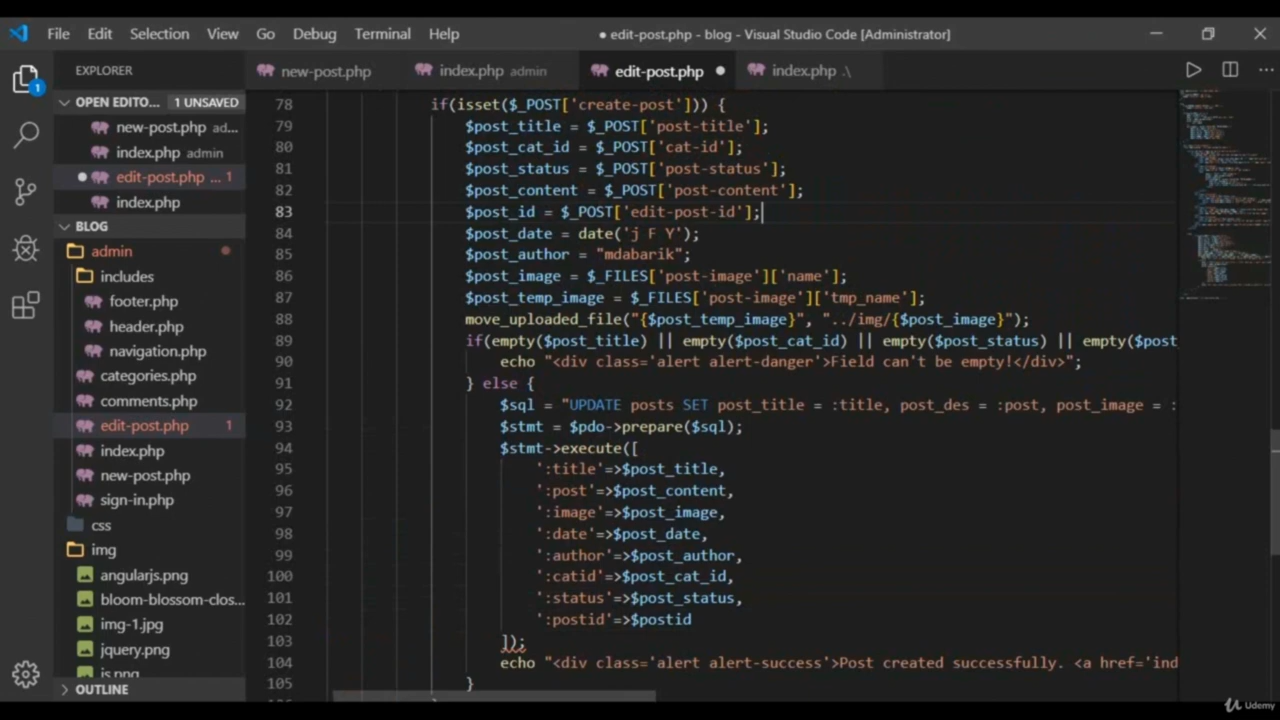 File Edit Selection View Go Debug Terminal Help
● edit-post.php - blog - Visual Studio Code [Administrator]
EXPLORER
new-post.php
index.php admin
edit-post.php ●
index.php .\
OPEN EDITO... 1 UNSAVED
new-post.php ad...
index.php admin
edit-post.php ... 1
index.php
BLOG
admin
includes
footer.php
header.php
navigation.php
categories.php
comments.php
edit-post.php 1
index.php
new-post.php
sign-in.php
css
img
angularjs.png
bloom-blossom-clos...
img-1.jpg
jquery.png
js.png
OUTLINE
1
78 if(isset($_POST['create-post'])) {
79 $post_title = $_POST['post-title'];
80 $post_cat_id = $_POST['cat-id'];
81 $post_status = $_POST['post-status'];
82 $post_content = $_POST['post-content'];
83 $post_id = $_POST['edit-post-id'];
84 $post_date = date('j F Y');
85 $post_author = "mdabarik";
86 $post_image = $_FILES['post-image']['name'];
87 $post_temp_image = $_FILES['post-image']['tmp_name'];
88 move_uploaded_file("{$post_temp_image}", "../img/{$post_image}");
89 if(empty($post_title) || empty($post_cat_id) || empty($post_status) || empty($post
90 echo "<div class='alert alert-danger'>Field can't be empty!</div>";
91 } else {
92 $sql = "UPDATE posts SET post_title = :title, post_des = :post, post_image = :
93 $stmt = $pdo->prepare($sql);
94 $stmt->execute([
95 ':title'=>$post_title,
96 ':post'=>$post_content,
97 ':image'=>$post_image,
98 ':date'=>$post_date,
99 ':author'=>$post_author,
100 ':catid'=>$post_cat_id,
101 ':status'=>$post_status,
102 ':postid'=>$postid
103 ]);
104 echo "<div class='alert alert-success'>Post created successfully. <a href='ind
105 }
Udemy